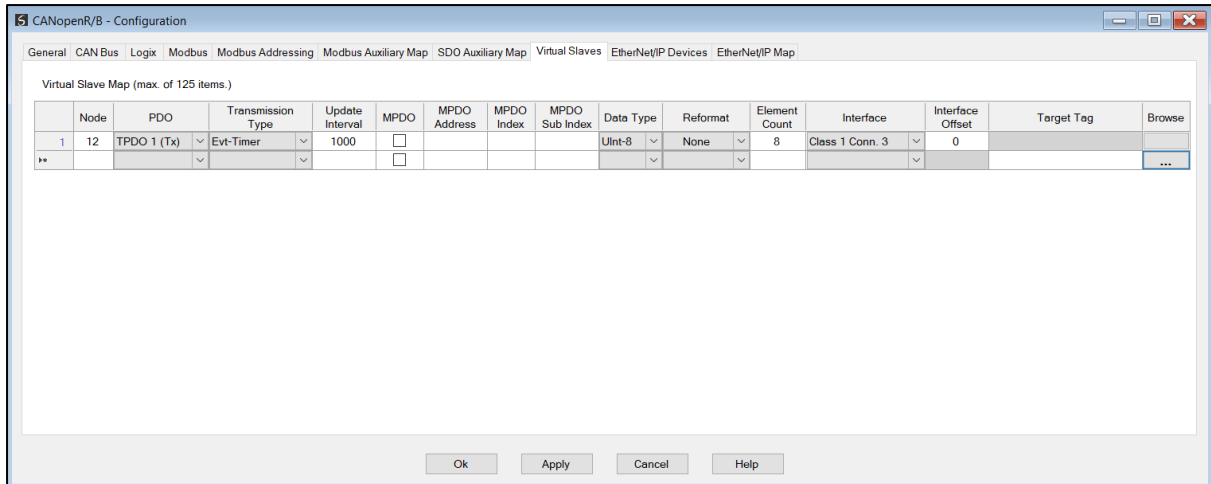 CANopenR/B - Configuration
General CAN Bus Logix Modbus Modbus Addressing Modbus Auxiliary Map SDO Auxiliary Map Virtual Slaves EtherNet/IP Devices EtherNet/IP Map
Virtual Slave Map (max. of 125 items.)
Node PDO Transmission Type Update Interval MPDO MPDO Address MPDO Index MPDO Sub Index Data Type Reformat Element Count Interface Interface Offset Target Tag Browse
1 12 TPDO 1 (Tx) Evt-Timer 1000 UInt-8 None 8 Class 1 Conn. 3 0
...
Ok Apply Cancel Help